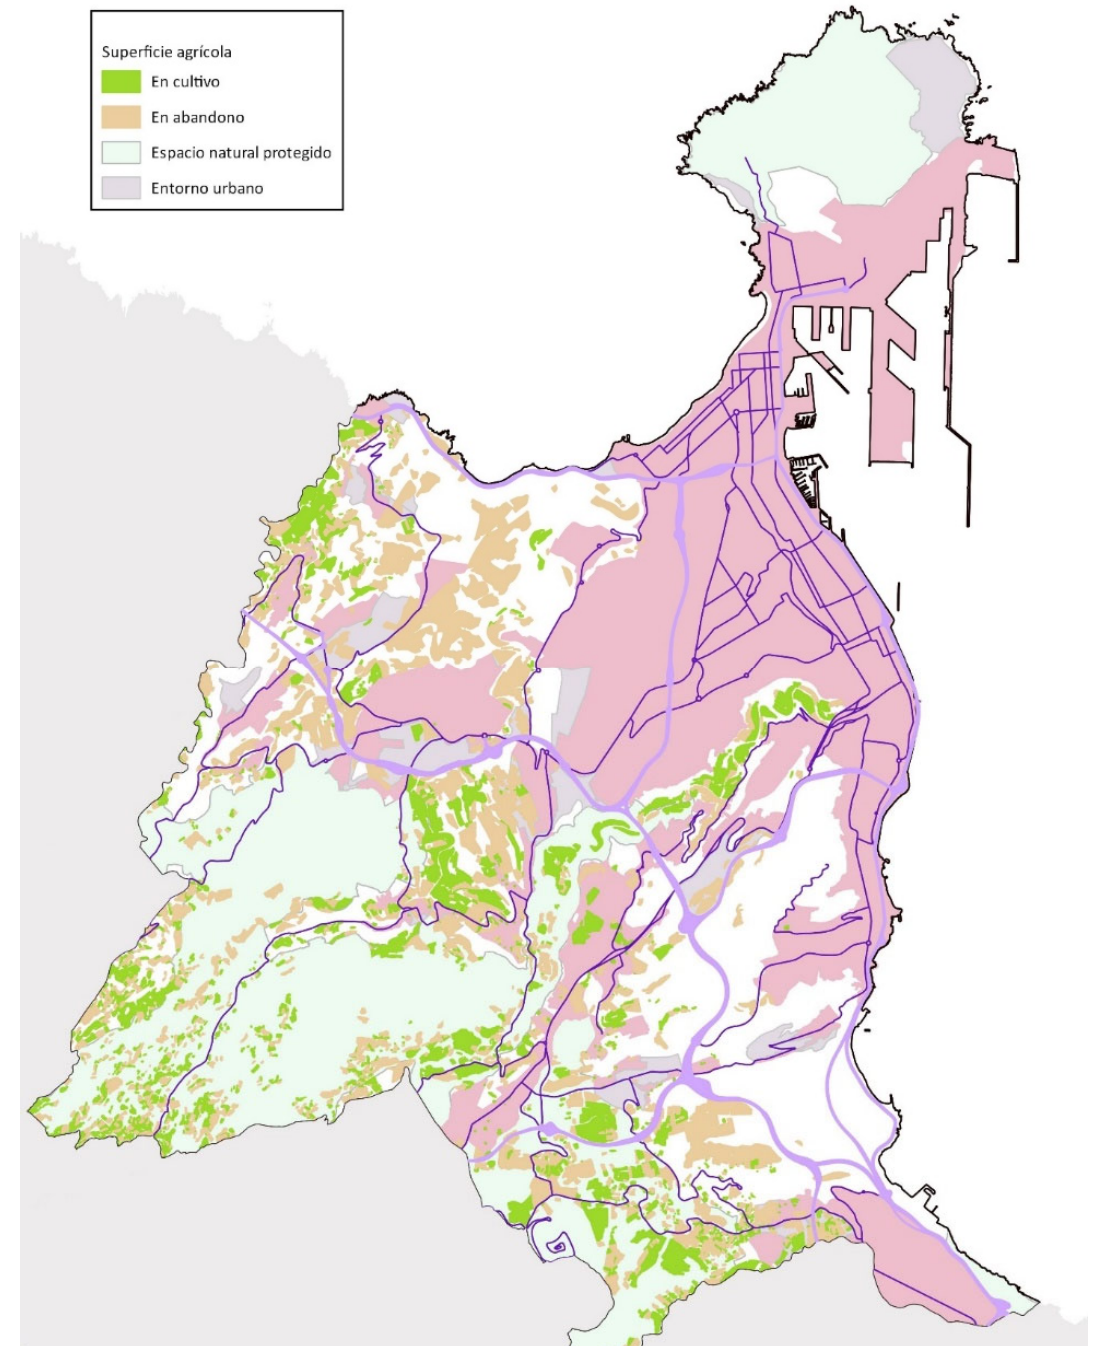 Superficie agrícola
En cultivo
En abandono
Espacio natural protegido
Entorno urbano